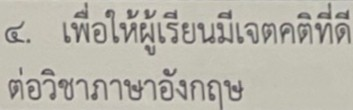 ๔. เพื่อให้ผู้เรียนมีเจตคติที่ดี
ต่อวิชาภาษาอังกฤษ